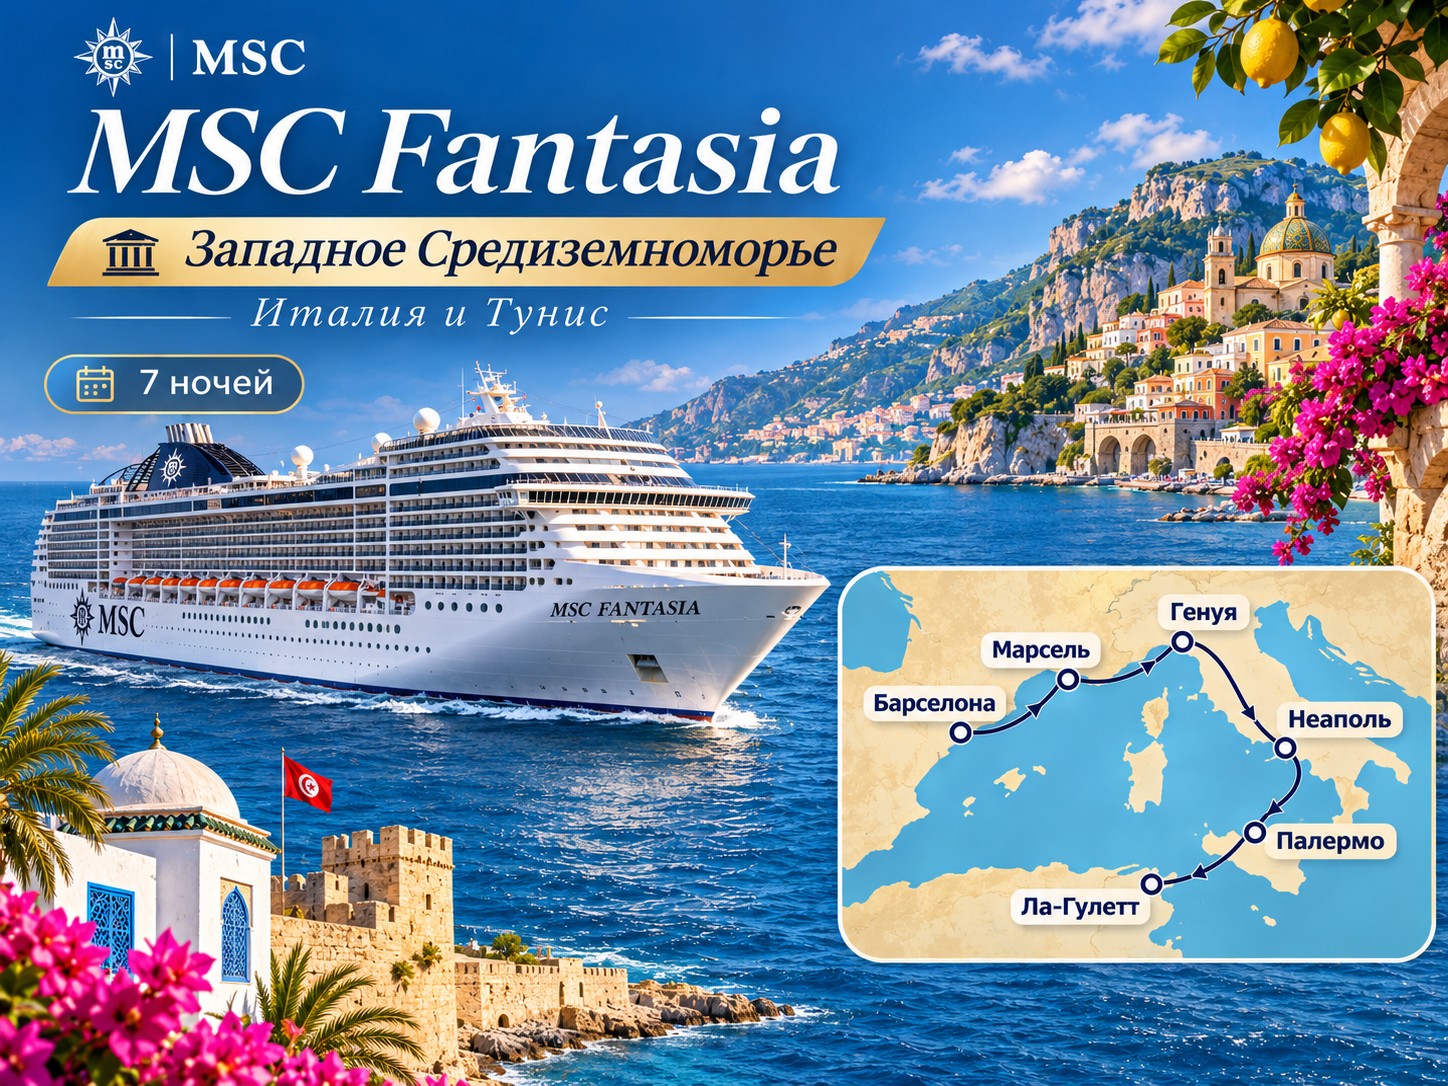 msc
MSC
MSC Fantasia
Западное Средиземноморье
Италия и Тунис
7 ночей
MSC
MSC FANTASIA
Генуя
Марсель
Барселона
Неаполь
Палермо
Ла-Гулетт